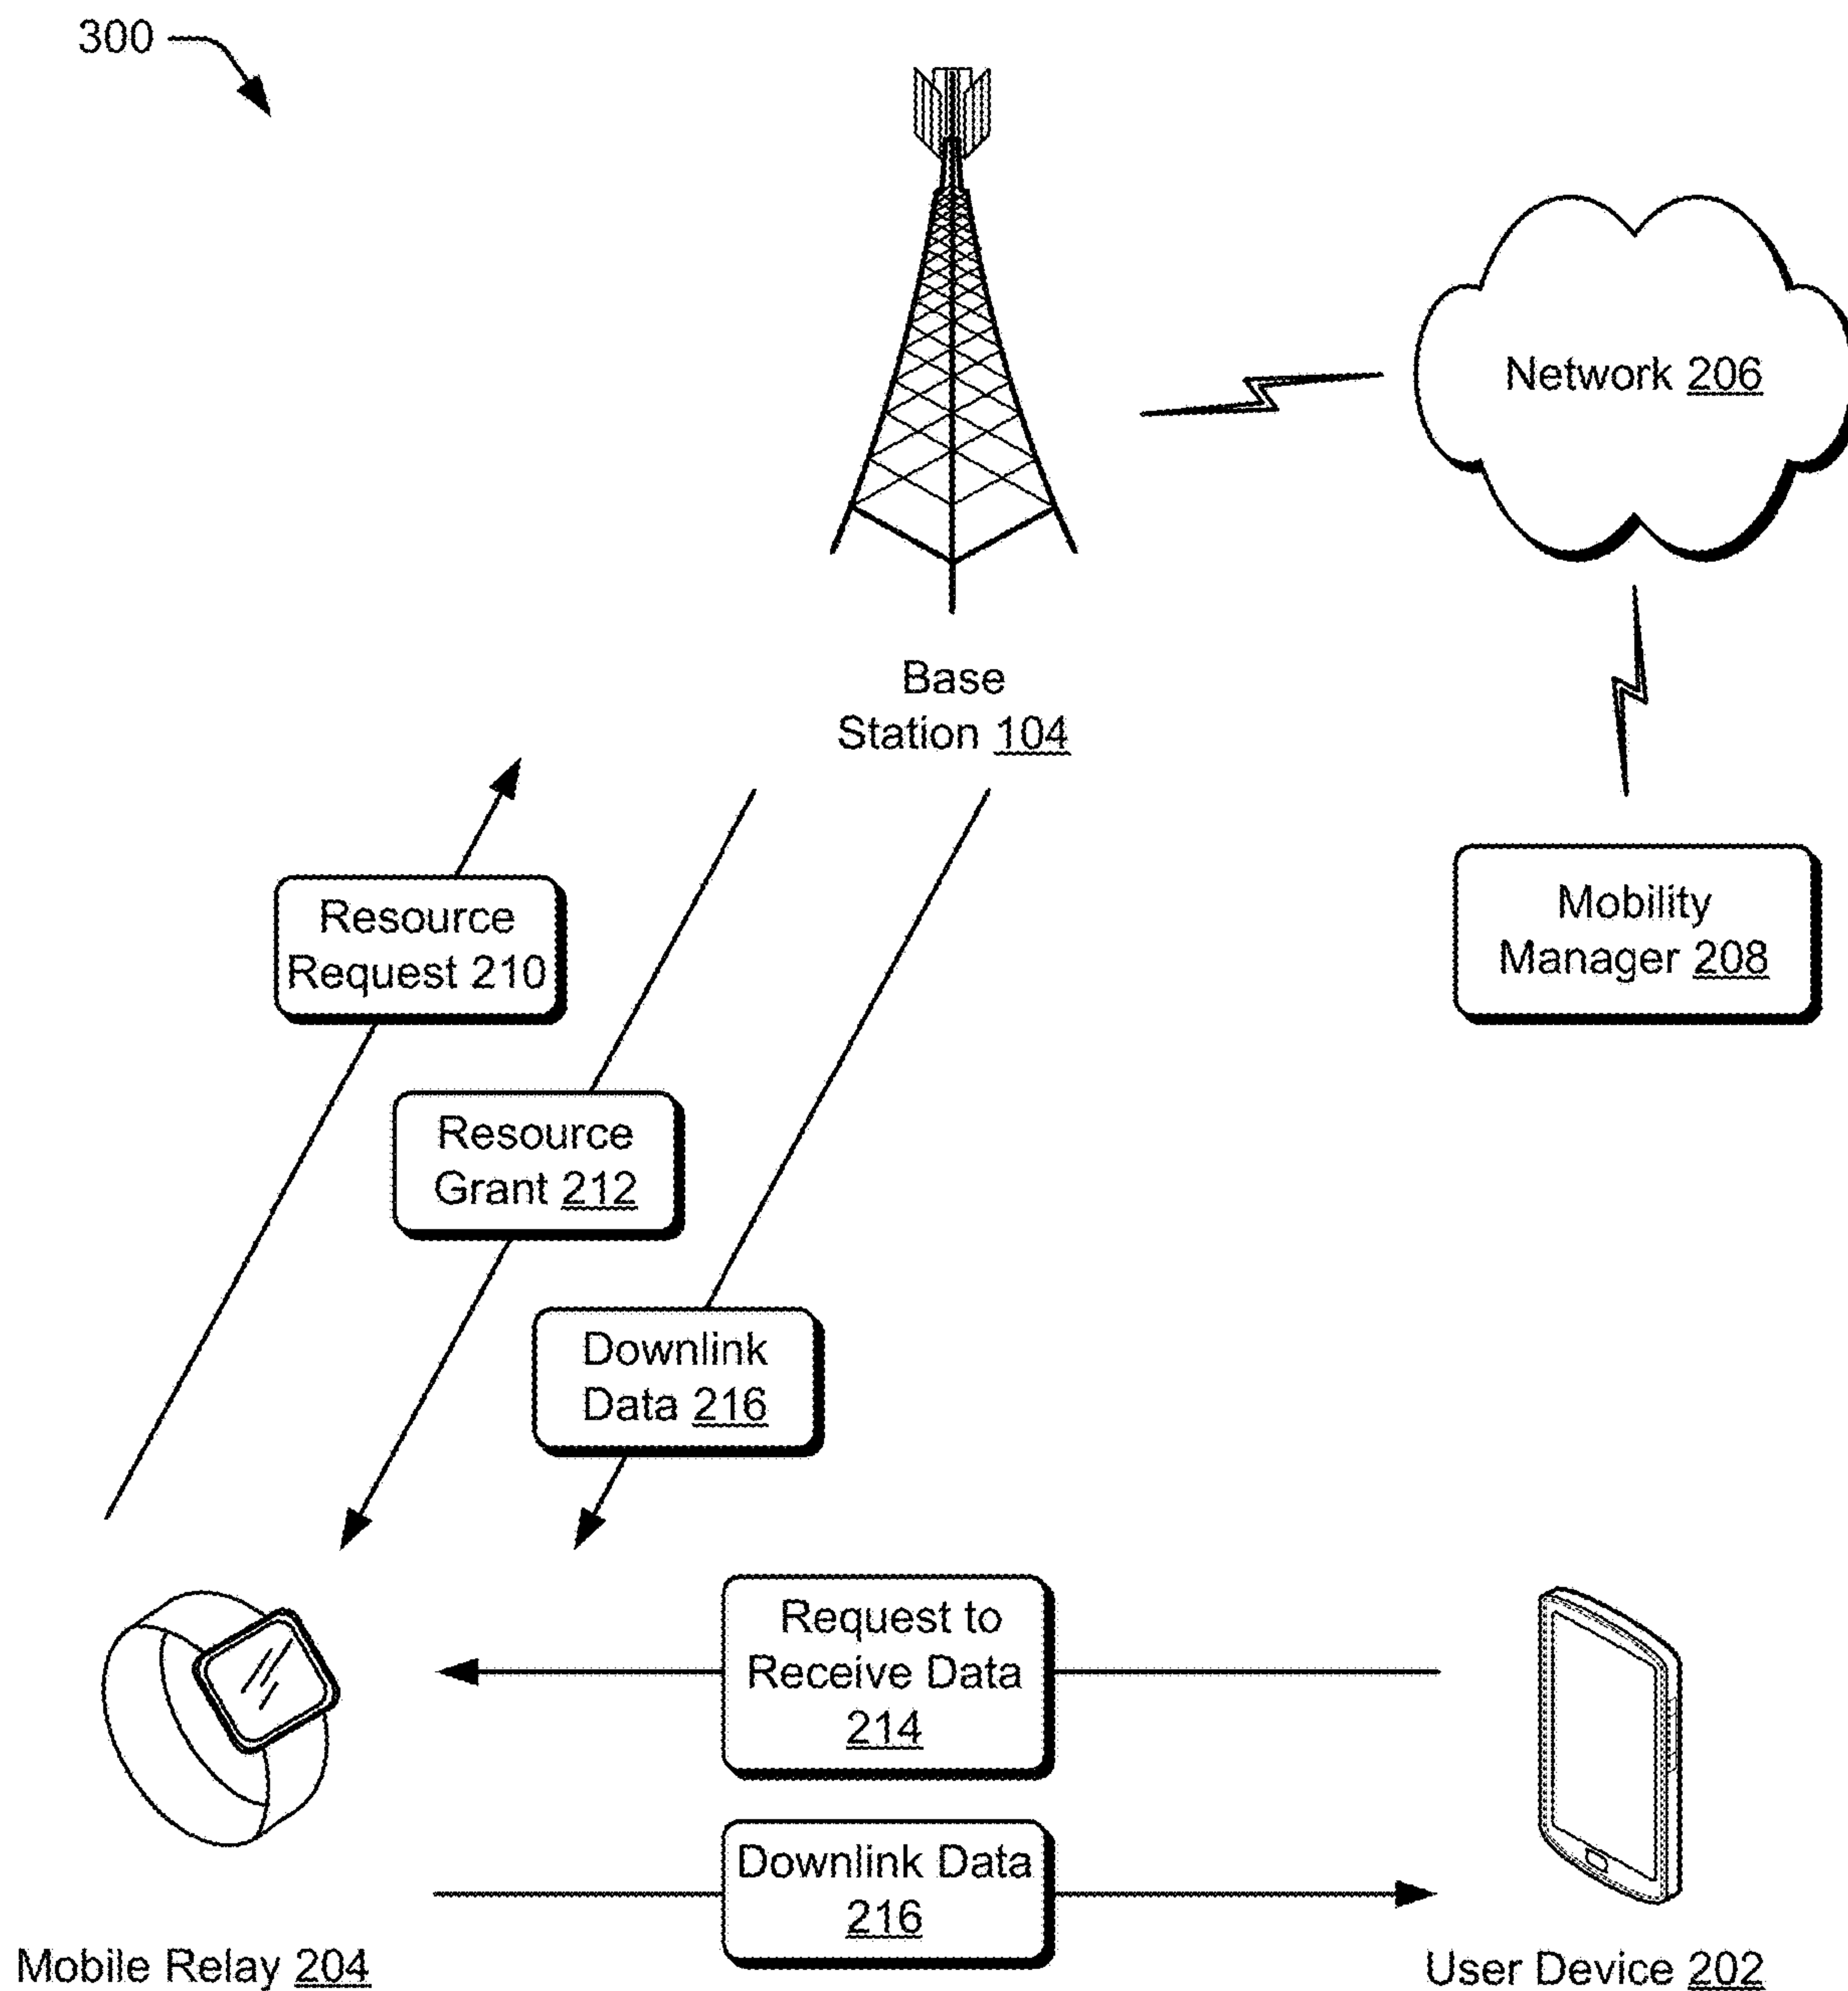 300
Network 206
Base
Station 104
Resource
Request 210
Mobility
Manager 208
Resource
Grant 212
Downlink
Data 216
Request to
Receive Data
214
Downlink Data
216
Mobile Relay 204
User Device 202